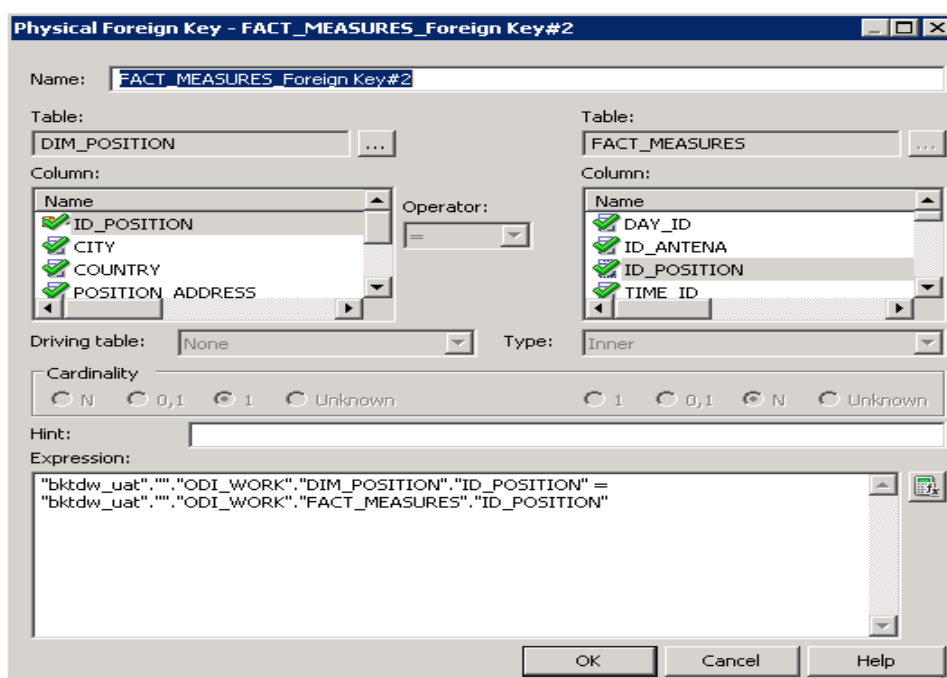 Physical Foreign Key - FACT_MEASURES_Foreign Key#2
Name: FACT_MEASURES_Foreign Key#2
Table: Table:
DIM_POSITION ... FACT_MEASURES ...
Column: Column:
Name Operator: Name
ID_POSITION = DAY_ID
CITY ID_ANTENA
COUNTRY ID_POSITION
POSITION_ADDRESS TIME_ID
Driving table: None Type: Inner
Cardinality
N 0,1 1 Unknown 1 0,1 N Unknown
Hint:
Expression:
"bktdw_uat".""."ODI_WORK"."DIM_POSITION"."ID_POSITION" =
"bktdw_uat".""."ODI_WORK"."FACT_MEASURES"."ID_POSITION"
OK Cancel Help